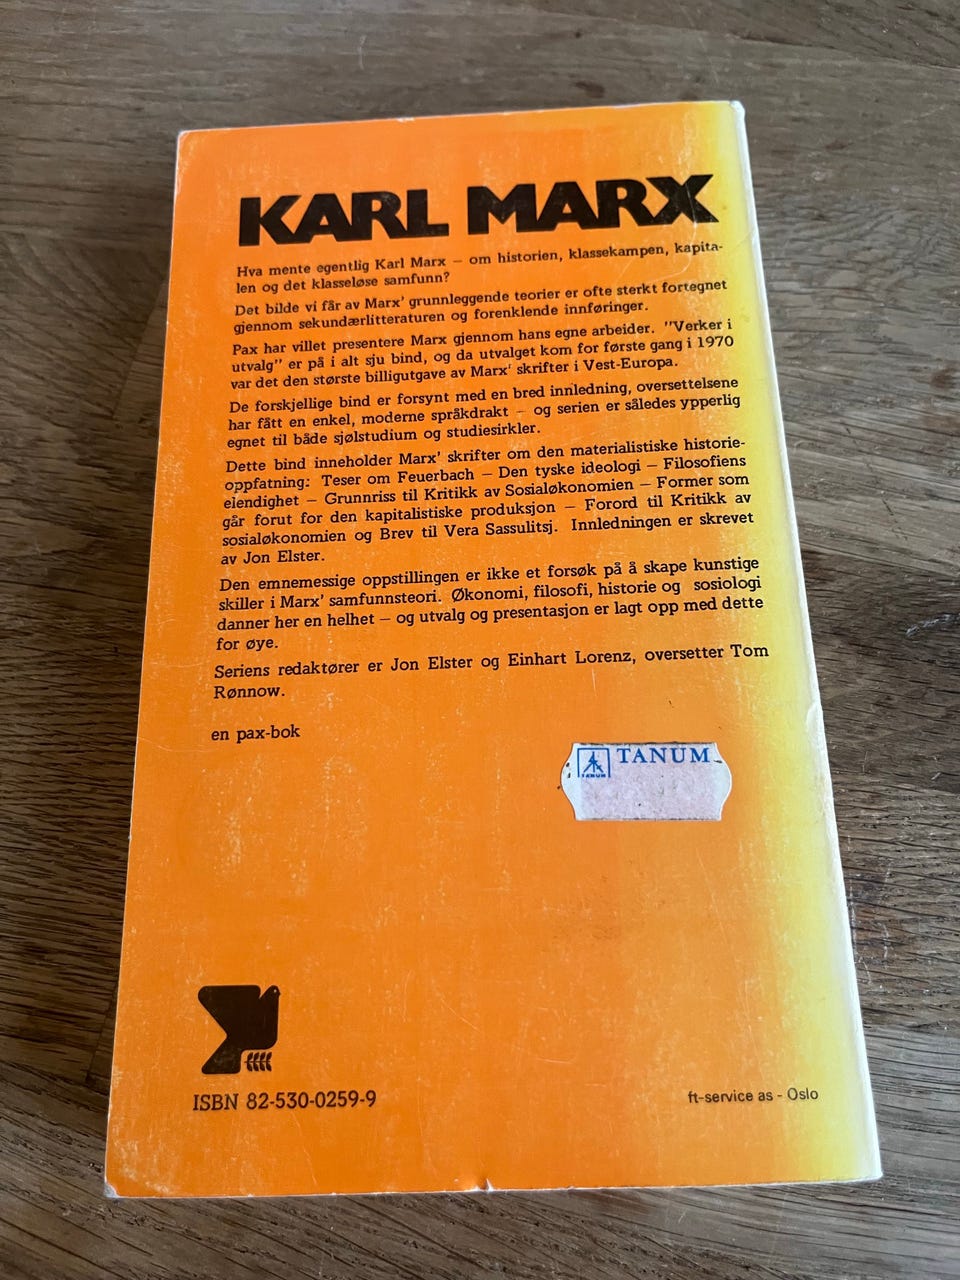 KARL MARX
Hva mente egentlig Karl Marx – om historien, klassekampen, kapita-
len og det klasseløse samfunn?
Det bilde vi får av Marx' grunnleggende teorier er ofte sterkt fortegnet
gjennom sekundærlitteraturen og forenklende innføringer.
Pax har villet presentere Marx gjennom hans egne arbeider. "Verker i
utvalg" er på i alt sju bind, og da utvalget kom for første gang i 1970
var det den største billigutgave av Marx' skrifter i Vest-Europa.
De forskjellige bind er forsynt med en bred innledning, oversettelsene
har fått en enkel, moderne språkdrakt – og serien er således ypperlig
egnet til både sjølstudium og studiesirkler.
Dette bind inneholder Marx' skrifter om den materialistiske historie-
oppfatning: Teser om Feuerbach – Den tyske ideologi – Filosofiens
elendighet – Grunnriss til Kritikk av Sosialøkonomien – Former som
går forut for den kapitalistiske produksjon – Forord til Kritikk av
sosialøkonomien og Brev til Vera Sassulitsj. Innledningen er skrevet
av Jon Elster.
Den emnemessige oppstillingen er ikke et forsøk på å skape kunstige
skiller i Marx' samfunnsteori. Økonomi, filosofi, historie og sosiologi
danner her en helhet – og utvalg og presentasjon er lagt opp med dette
for øye.
Seriens redaktører er Jon Elster og Einhart Lorenz, oversetter Tom
Rønnow.
en pax-bok
TANUM
TANUM
ISBN 82-530-0259-9
ft-service as - Oslo